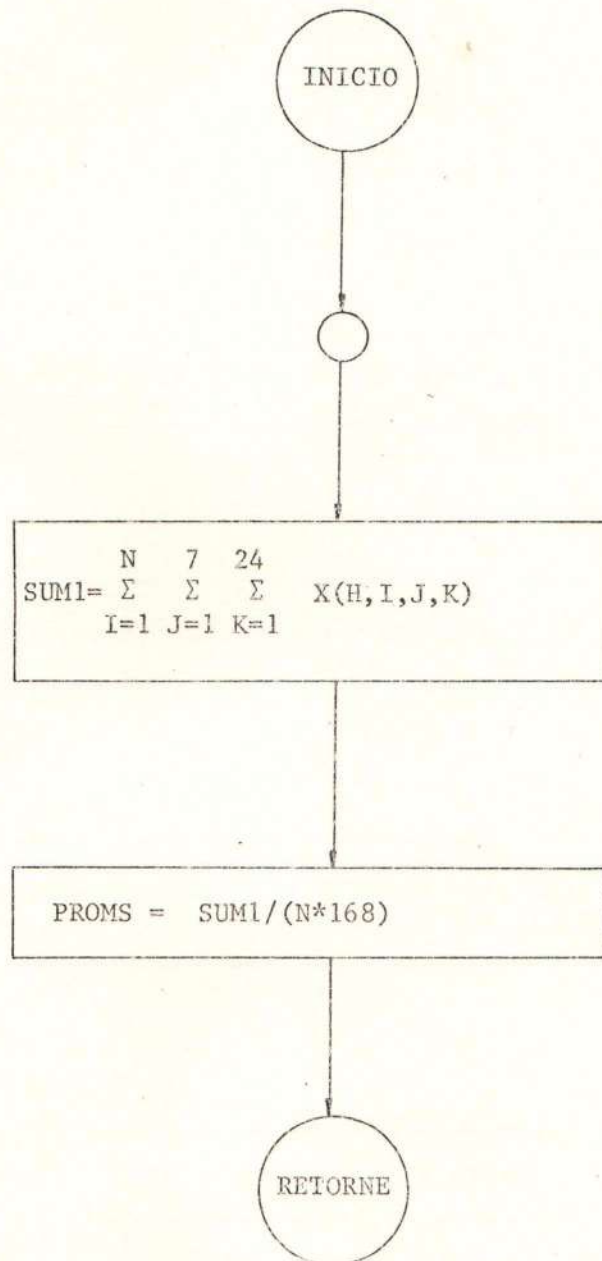 INICIO
N 7 24
SUM1= Σ Σ Σ X(H,I,J,K)
I=1 J=1 K=1
PROMS = SUM1/(N*168)
RETORNE